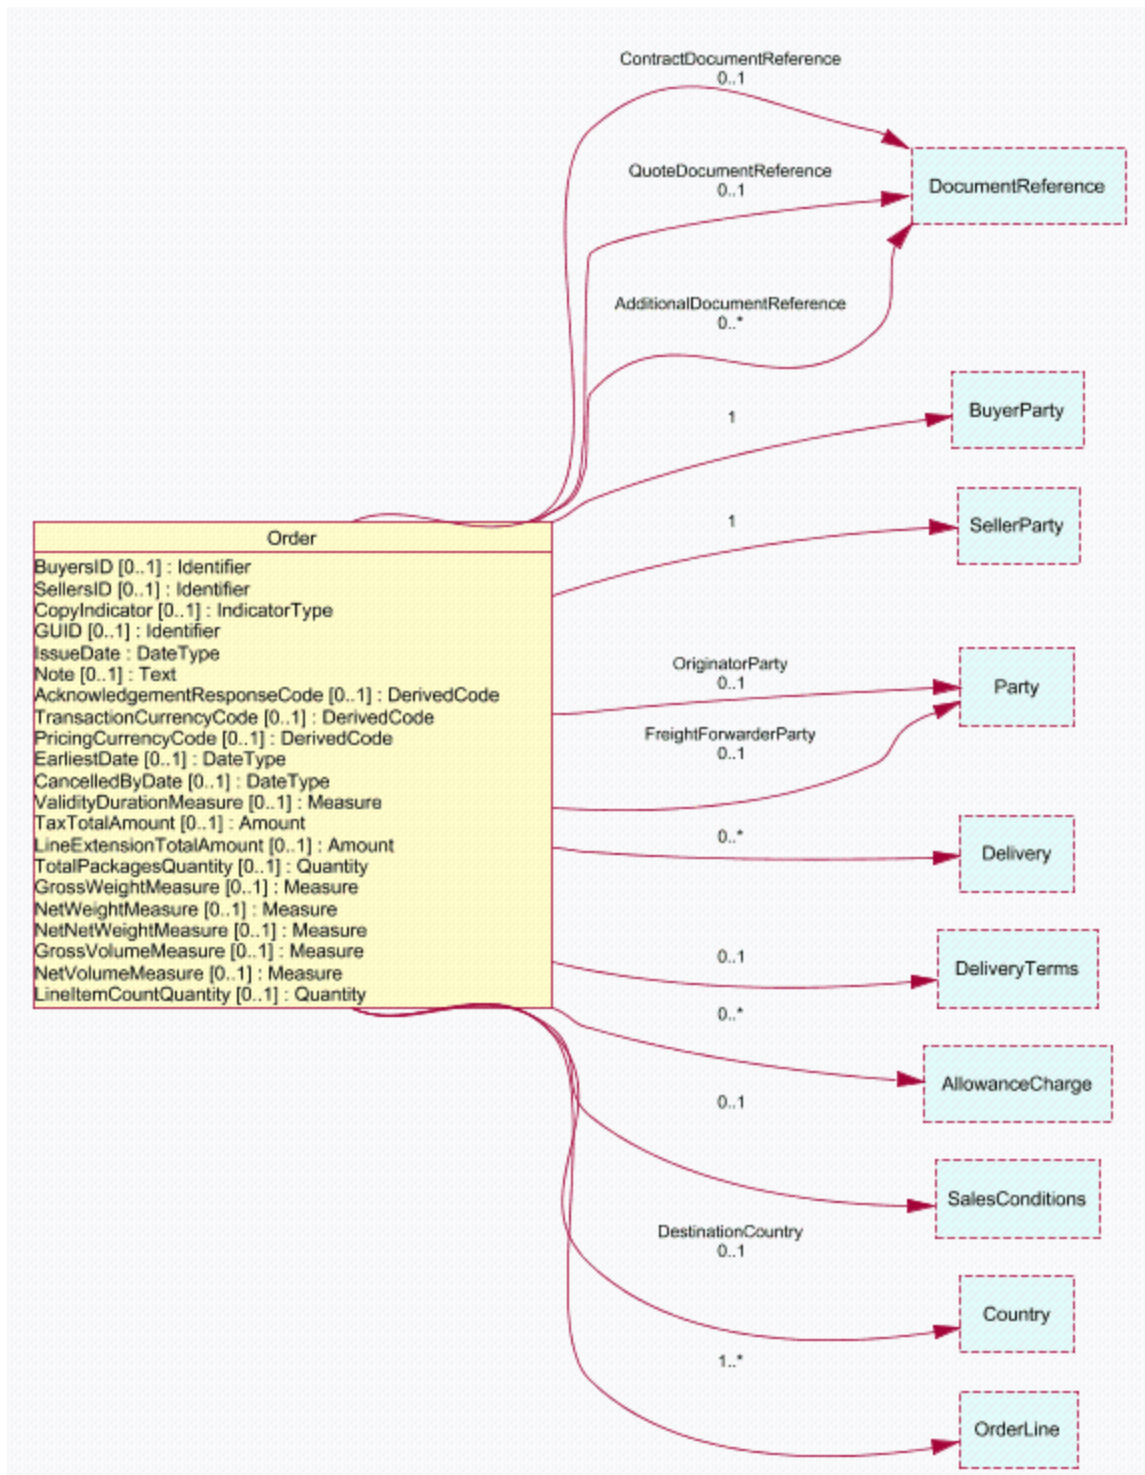 ContractDocumentReference
0..1
QuoteDocumentReference
0..1
DocumentReference
AdditionalDocumentReference
0..*
1
BuyerParty
1
SellerParty
Order
BuyersID [0..1] : Identifier
SellersID [0..1] : Identifier
CopyIndicator [0..1] : IndicatorType
GUID [0..1] : Identifier
IssueDate : DateType
Note [0..1] : Text
AcknowledgementResponseCode [0..1] : DerivedCode
TransactionCurrencyCode [0..1] : DerivedCode
PricingCurrencyCode [0..1] : DerivedCode
EarliestDate [0..1] : DateType
CancelledByDate [0..1] : DateType
ValidityDurationMeasure [0..1] : Measure
TaxTotalAmount [0..1] : Amount
LineExtensionTotalAmount [0..1] : Amount
TotalPackagesQuantity [0..1] : Quantity
GrossWeightMeasure [0..1] : Measure
NetWeightMeasure [0..1] : Measure
NetNetWeightMeasure [0..1] : Measure
GrossVolumeMeasure [0..1] : Measure
NetVolumeMeasure [0..1] : Measure
LineItemCountQuantity [0..1] : Quantity
OriginatorParty
0..1
Party
FreightForwarderParty
0..1
0..*
Delivery
0..1
DeliveryTerms
0..*
AllowanceCharge
0..1
SalesConditions
DestinationCountry
0..1
Country
1..*
OrderLine